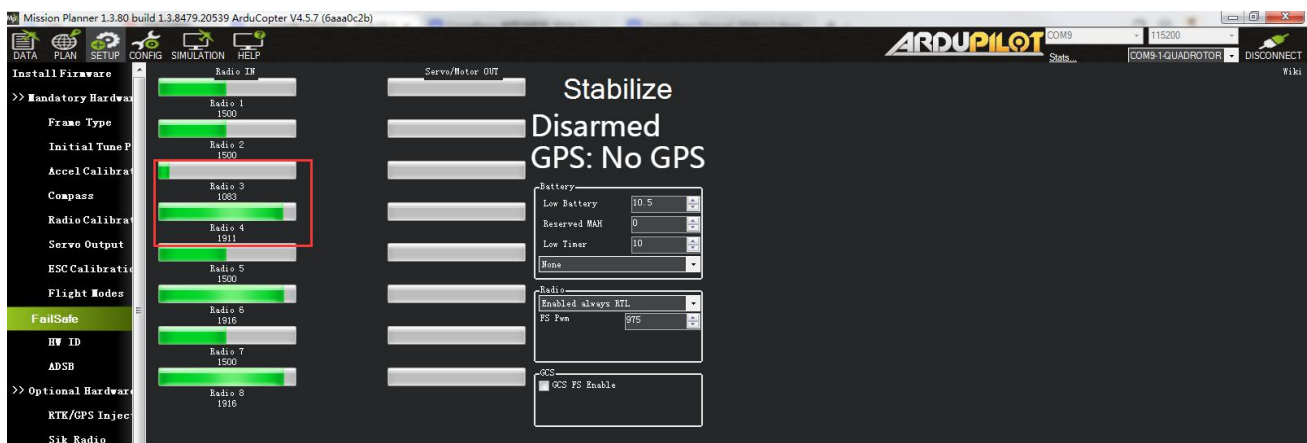 Mission Planner 1.3.80 build 1.3.8479.20539 ArduCopter V4.5.7 (6aaa0c2b)
DATA PLAN SETUP CONFIG SIMULATION HELP
ARDUPILOT
COM9 115200
Stats... COM9-1-QUADROTOR DISCONNECT
Install Firmware
>> Mandatory Hardwar
Frame Type
Initial Tune P
Accel Calibrat
Compass
Radio Calibrat
Servo Output
ESC Calibratic
Flight Modes
FailSafe
HW ID
ADSB
>> Optional Hardware
RTK/GPS Inject
Sik Radio
Radio IN
Radio 1
1500
Radio 2
1500
Radio 3
1083
Radio 4
1911
Radio 5
1500
Radio 6
1916
Radio 7
1500
Radio 8
1916
Servo/Motor OUT
Stabilize
Disarmed
GPS: No GPS
Battery
Low Battery 10.5
Reserved MAH 0
Low Timer 10
None
Radio
Enabled always RTL
FS Pwm 975
GCS
GCS FS Enable
Wiki